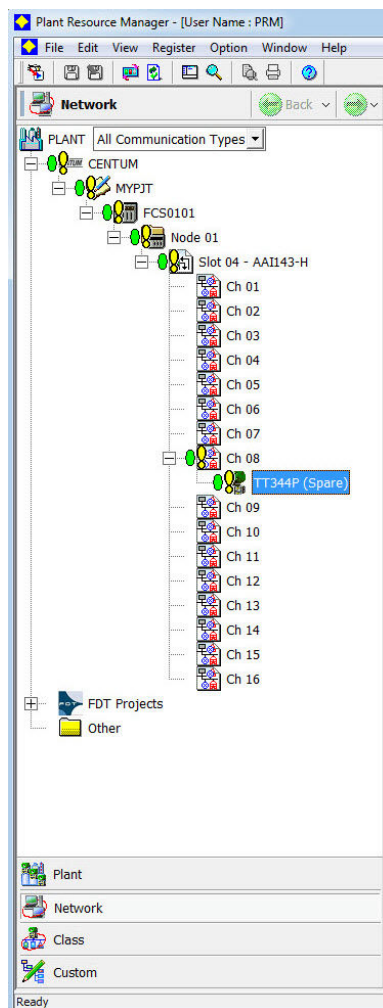 Plant Resource Manager - [User Name : PRM]
File Edit View Register Option Window Help
Network Back
PLANT All Communication Types
CENTUM
MYPJT
FCS0101
Node 01
Slot 04 - AAI143-H
Ch 01
Ch 02
Ch 03
Ch 04
Ch 05
Ch 06
Ch 07
Ch 08
TT344P (Spare)
Ch 09
Ch 10
Ch 11
Ch 12
Ch 13
Ch 14
Ch 15
Ch 16
FDT Projects
Other
Plant
Network
Class
Custom
Ready